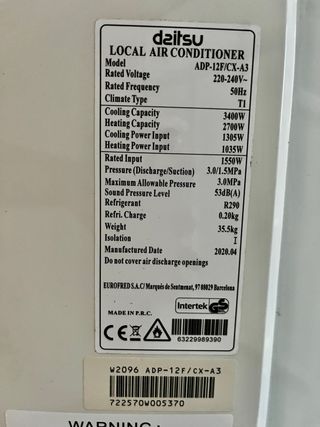 daitsu
LOCAL AIR CONDITIONER
Model ADP-12F/CX-A3
Rated Voltage 220-240V~
Rated Frequency 50Hz
Climate Type T1
Cooling Capacity 3400W
Heating Capacity 2700W
Cooling Power Input 1305W
Heating Power Input 1035W
Rated Input 1550W
Pressure (Discharge/Suction) 3.0/1.5MPa
Maximum Allowable Pressure 3.0MPa
Sound Pressure Level 53dB(A)
Refrigerant R290
Refri. Charge 0.20kg
Weight 35.5kg
Isolation I
Manufactured Date 2020.04
Do not cover air discharge openings
EUROFRED S.A.C/ Marqués de Sentmenat, 97 08029 Barcelona
MADE IN P.R.C.
Intertek GS
CE
63229989390
W2096 ADP-12F/CX-A3
722570W005370
WARNING